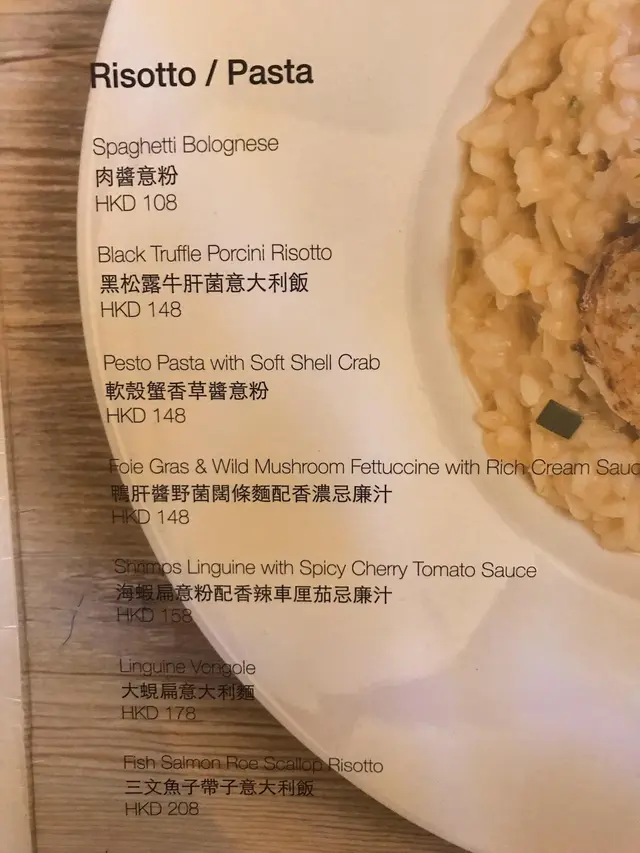 Risotto / Pasta
Spaghetti Bolognese
肉醬意粉
HKD 108
Black Truffle Porcini Risotto
黑松露牛肝菌意大利飯
HKD 148
Pesto Pasta with Soft Shell Crab
軟殼蟹香草醬意粉
HKD 148
Foie Gras & Wild Mushroom Fettuccine with Rich Cream Sauc
鴨肝醬野菌闊條麵配香濃忌廉汁
HKD 148
Shrimps Linguine with Spicy Cherry Tomato Sauce
海蝦扁意粉配香辣車厘茄忌廉汁
HKD 158
Linguine Vongole
大蜆扁意大利麵
HKD 178
Fish Salmon Roe Scallop Risotto
三文魚子帶子意大利飯
HKD 208